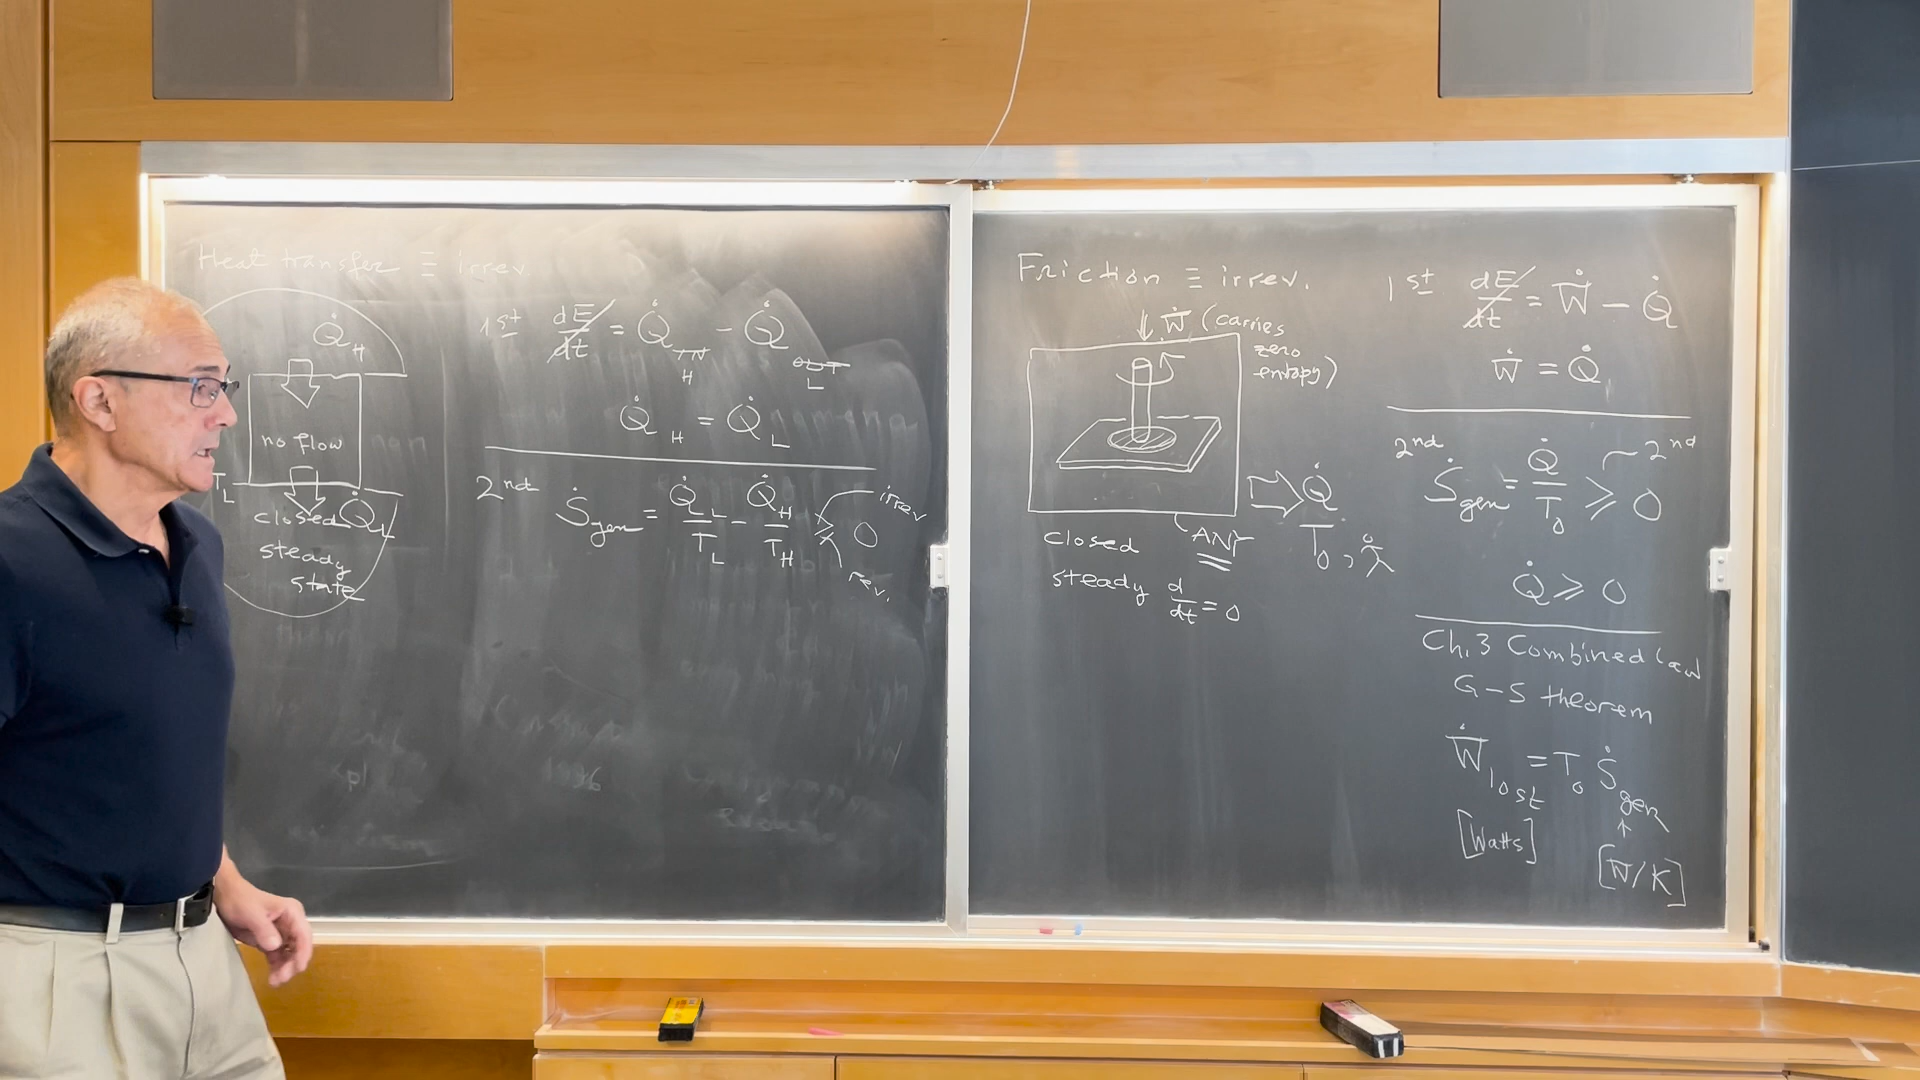 Heat transfer ≡ irrev.
Q̇_H
no flow
T_L
Q̇_L
closed
steady
state
1st dE/dt = Q̇_IN H − Q̇_OUT L
Q̇_H = Q̇_L
2nd Ṡ_gen = Q̇_L/T_L − Q̇_H/T_H ≥ 0
irrev
rev.
1996
Friction ≡ irrev.
Ẇ (carries
zero
entropy)
Q̇
T_0,
ANY
closed
steady d/dt = 0
1st dE/dt = Ẇ − Q̇
Ẇ = Q̇
2nd Ṡ_gen = Q̇/T_0 ≥ 0
2nd
Q̇ ≥ 0
Ch.3 Combined law
G-S theorem
Ẇ_lost = T_0 Ṡ_gen
[Watts]
[W/K]